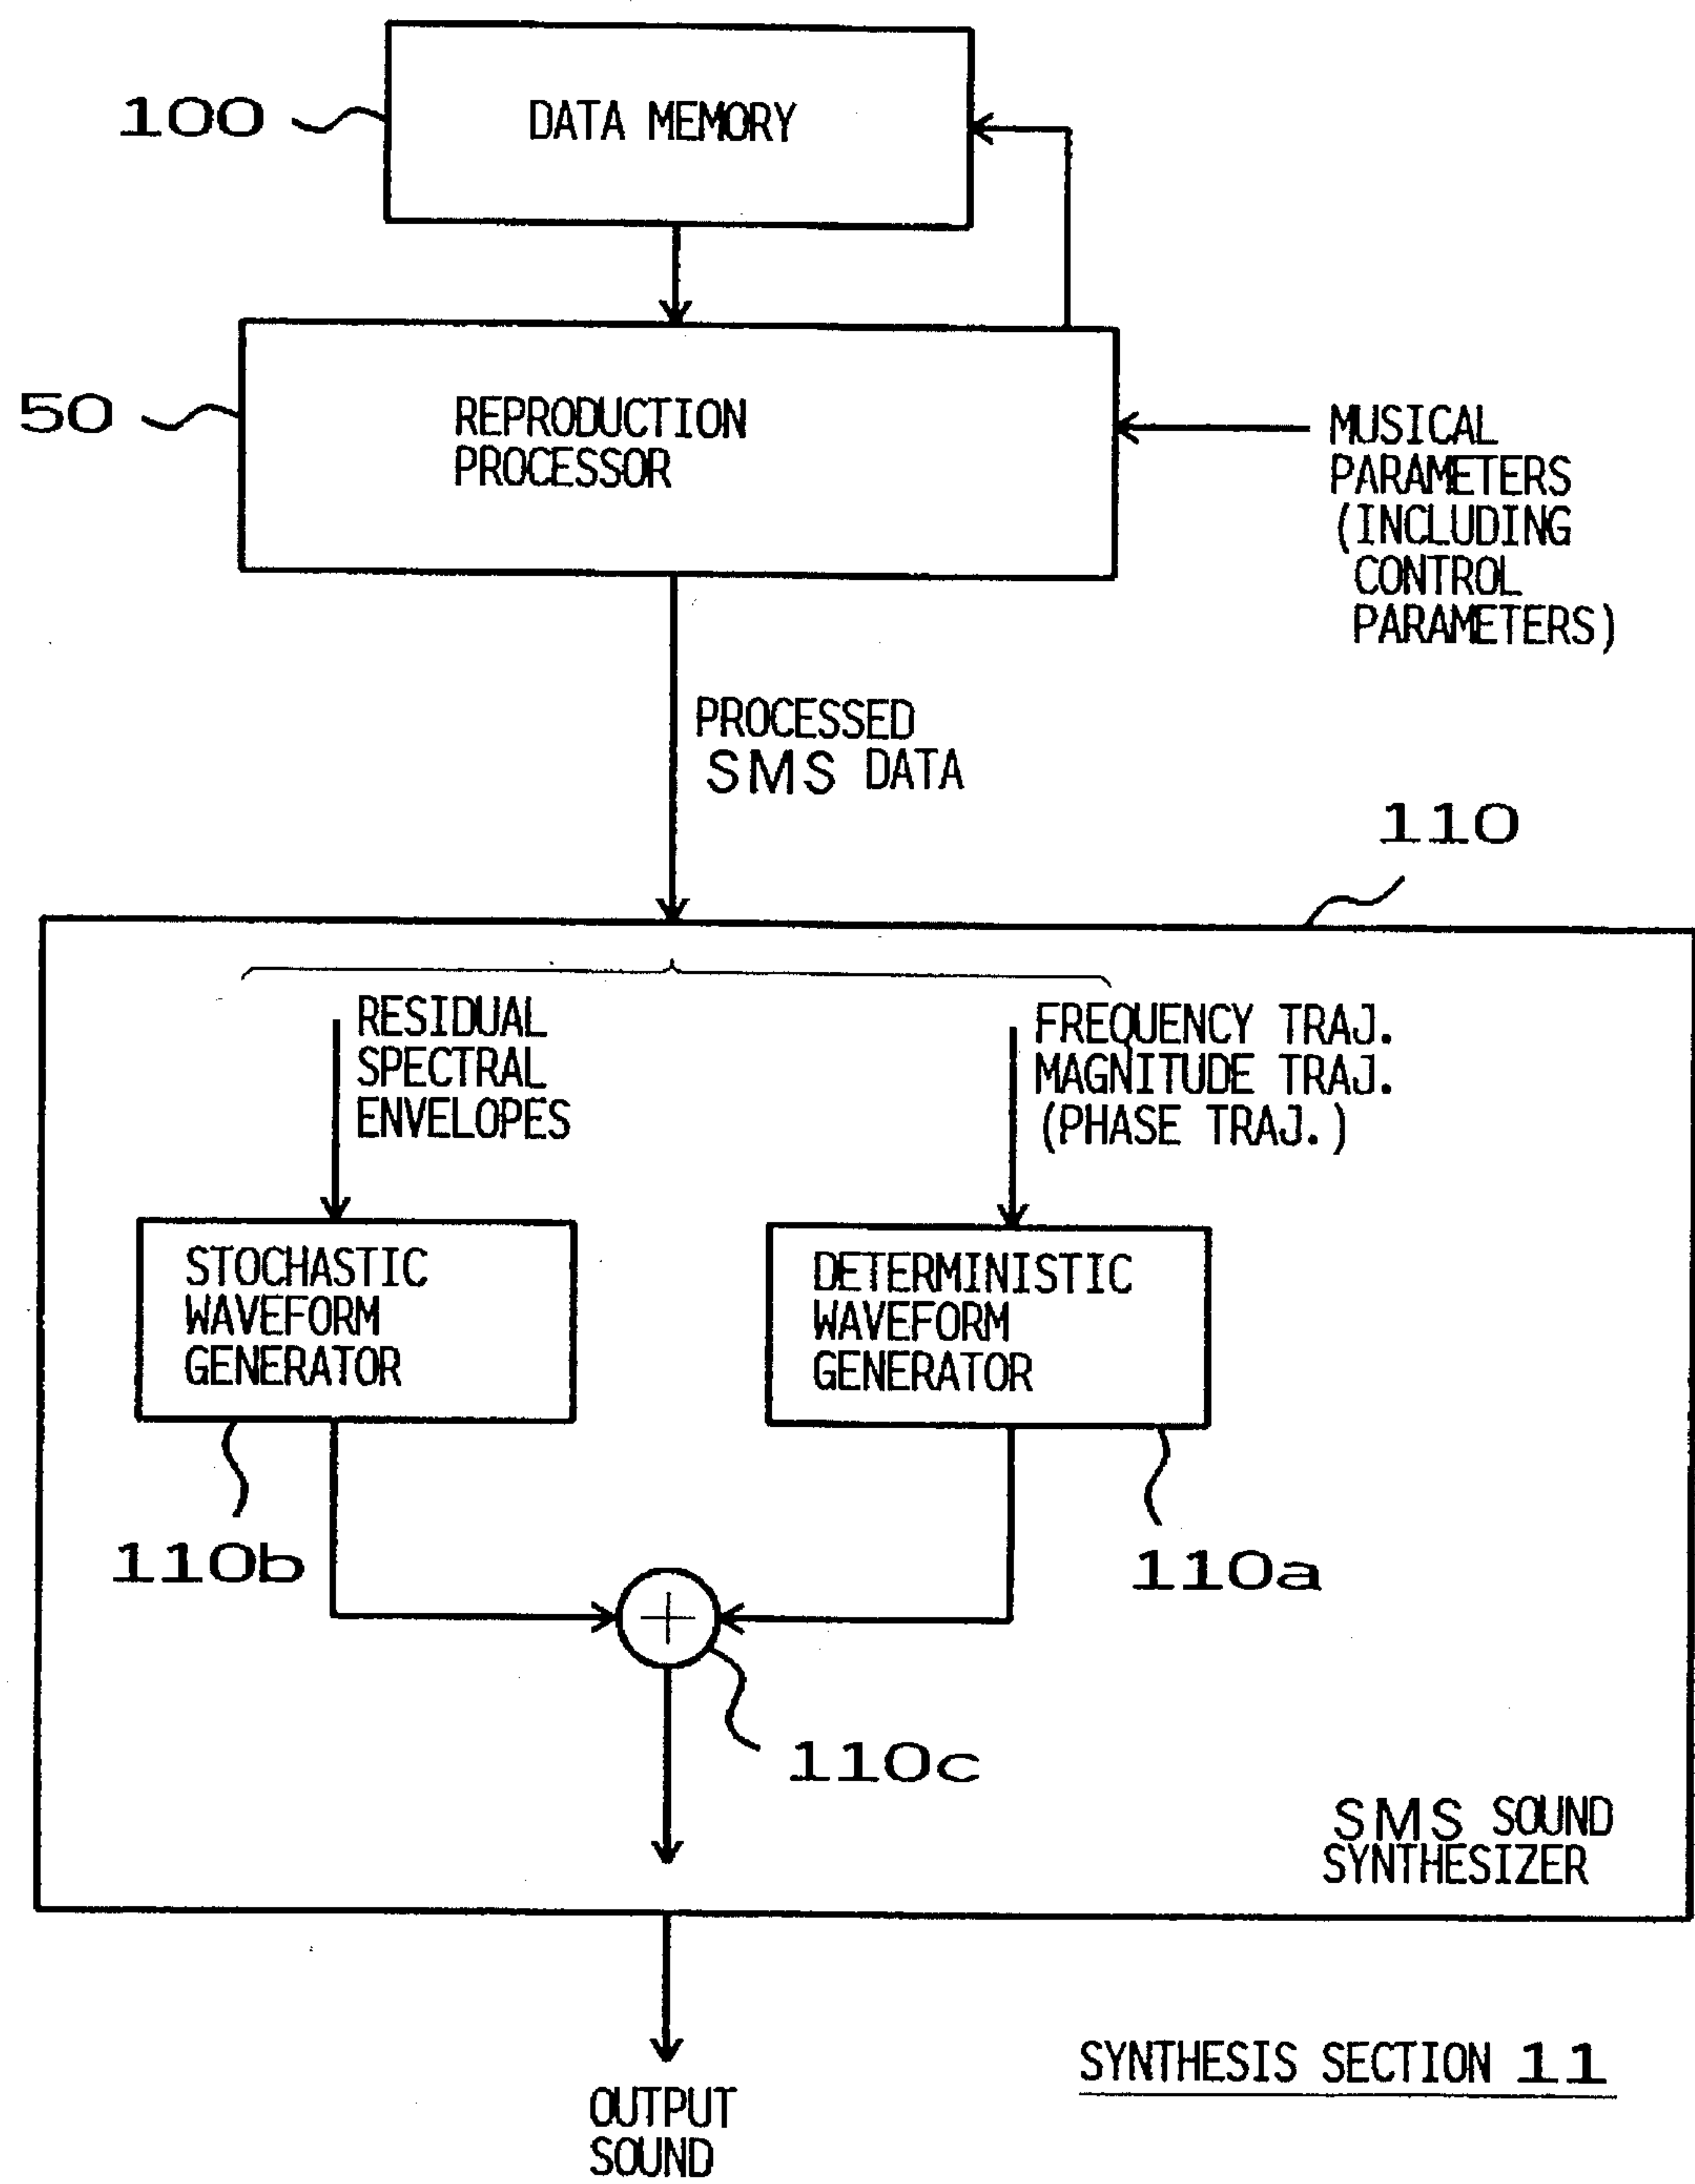 100
DATA MEMORY
50
REPRODUCTION
PROCESSOR
MUSICAL
PARAMETERS
(INCLUDING
CONTROL
PARAMETERS)
PROCESSED
SMS DATA
110
RESIDUAL
SPECTRAL
ENVELOPES
FREQUENCY TRAJ.
MAGNITUDE TRAJ.
(PHASE TRAJ.)
STOCHASTIC
WAVEFORM
GENERATOR
DETERMINISTIC
WAVEFORM
GENERATOR
110b
110a
+
110c
SMS SOUND
SYNTHESIZER
SYNTHESIS SECTION 11
OUTPUT
SOUND